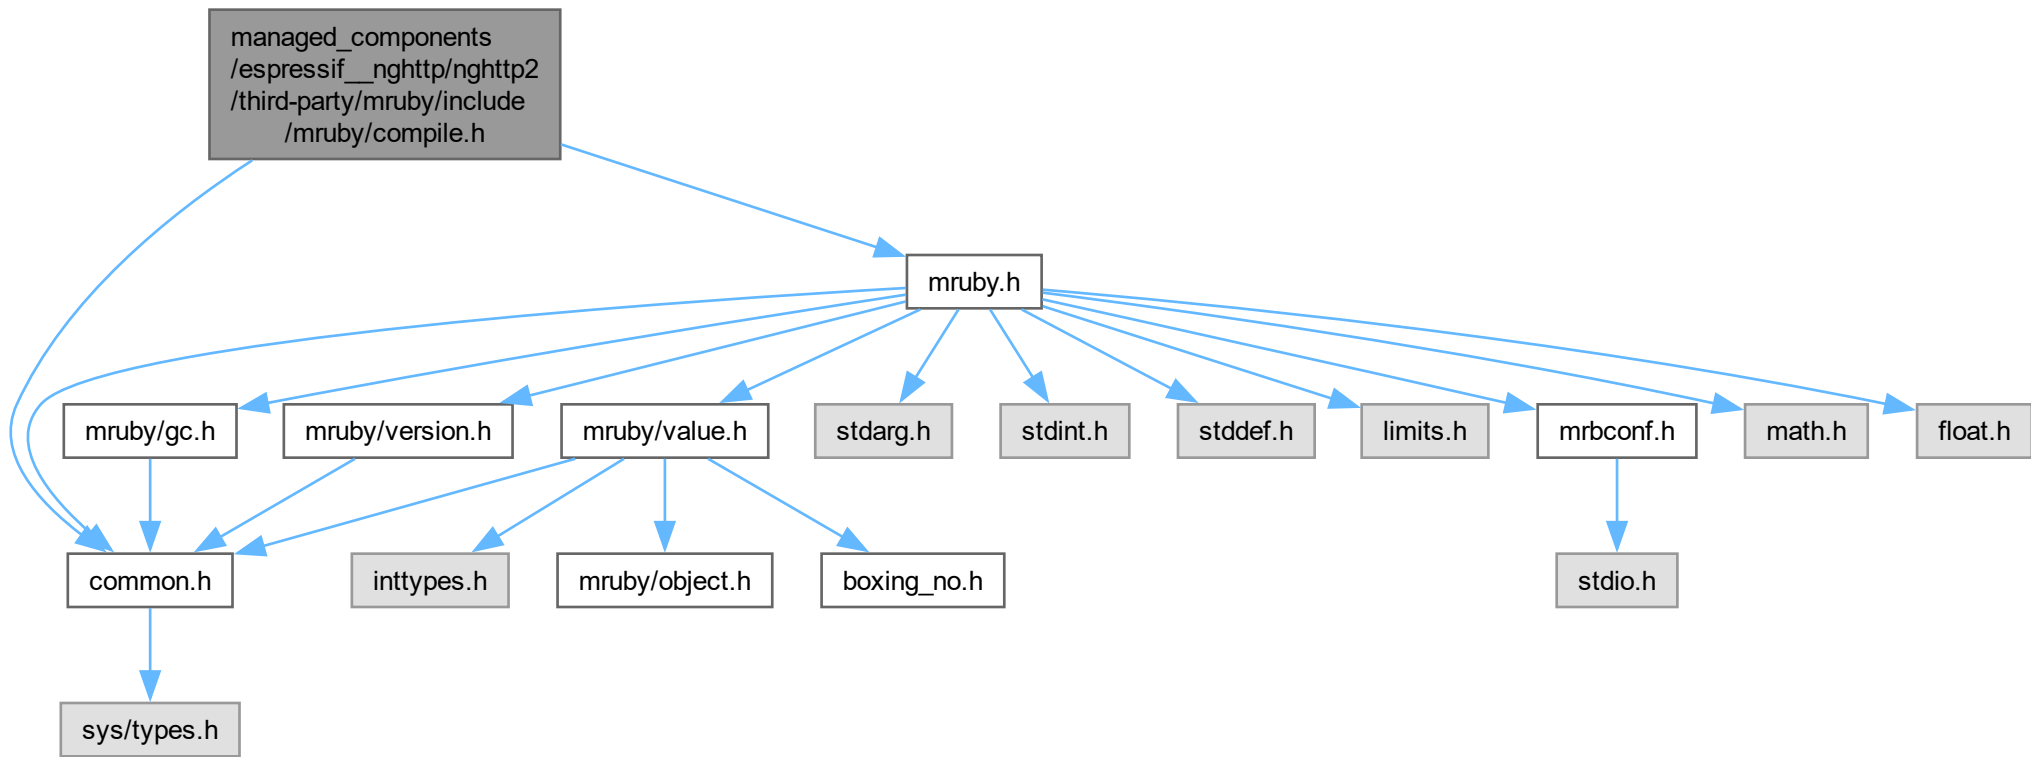 managed_components
/espressif__nghttp/nghttp2
/third-party/mruby/include
/mruby/compile.h
mruby.h
mruby/gc.h
mruby/version.h
mruby/value.h
stdarg.h
stdint.h
stddef.h
limits.h
mrbconf.h
math.h
float.h
common.h
inttypes.h
mruby/object.h
boxing_no.h
stdio.h
sys/types.h